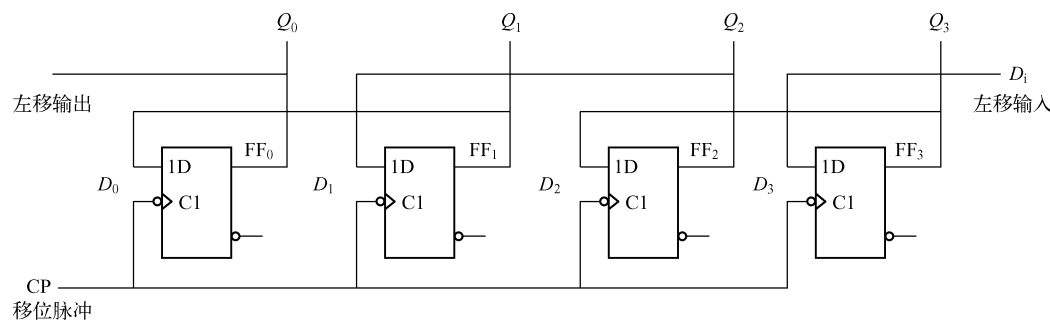 Q₀ Q₁ Q₂ Q₃
Dᵢ
左移输出 左移输入
1D FF₀ 1D FF₁ 1D FF₂ 1D FF₃
D₀ D₁ D₂ D₃
C1 C1 C1 C1
CP
移位脉冲